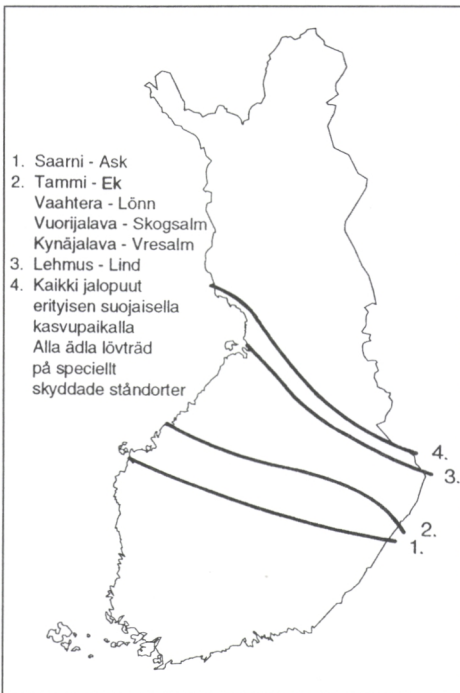 1. Saarni - Ask
2. Tammi - Ek
Vaahtera - Lönn
Vuorijalava - Skogsalm
Kynäjalava - Vresalm
3. Lehmus - Lind
4. Kaikki jalopuut
erityisen suojaisella
kasvupaikalla
Alla ädla lövträd
på speciellt
skyddade ståndorter
4.
3.
2.
1.